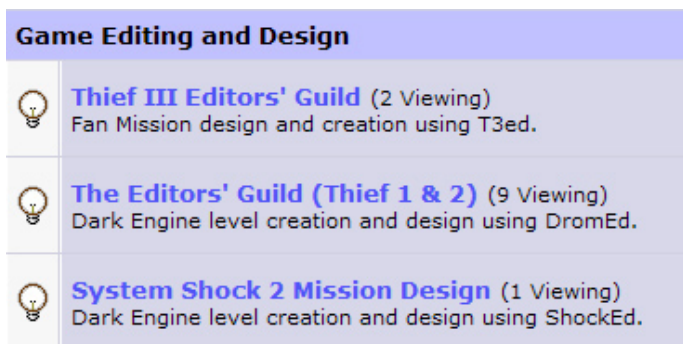 Game Editing and Design
Thief III Editors' Guild (2 Viewing)
Fan Mission design and creation using T3ed.
The Editors' Guild (Thief 1 & 2) (9 Viewing)
Dark Engine level creation and design using DromEd.
System Shock 2 Mission Design (1 Viewing)
Dark Engine level creation and design using ShockEd.